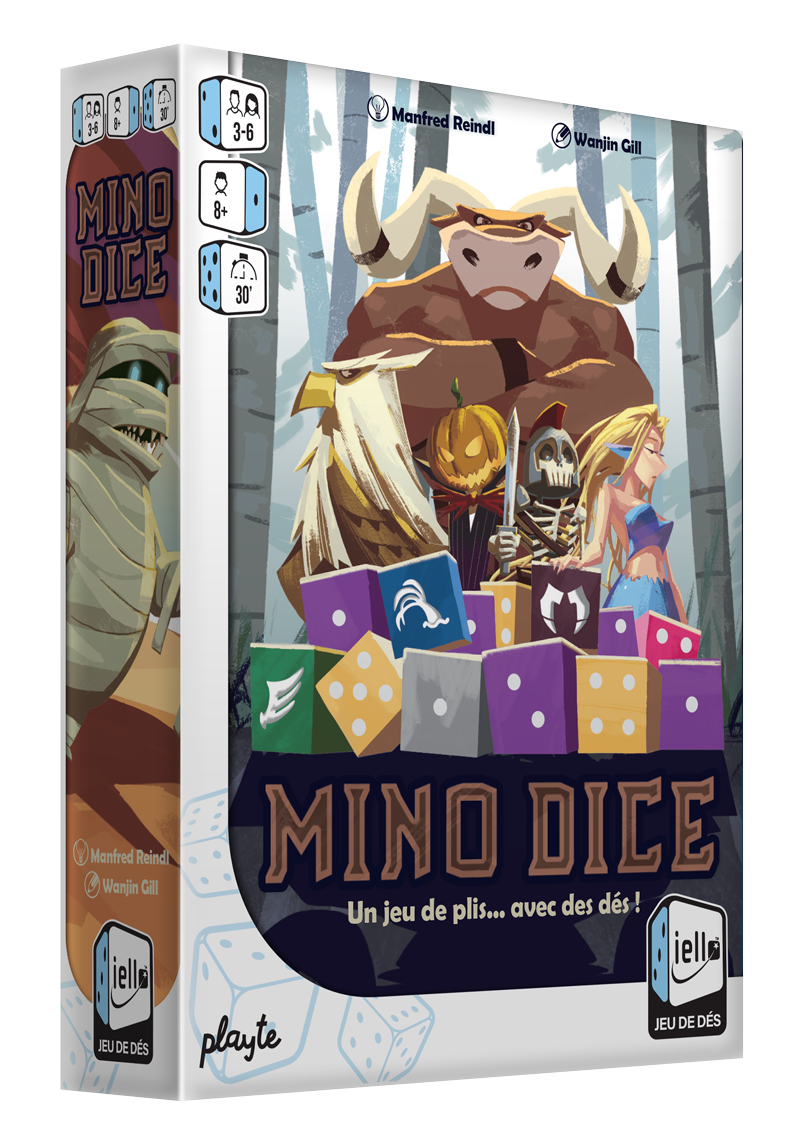 3-6
8+
30'
MINO
DICE
Manfred Reindl
Wanjin Gill
iello
JEU DE DÉS
3-6
8+
30'
Manfred Reindl
Wanjin Gill
MINO DICE
Un jeu de plis... avec des dés !
playte
iello
JEU DE DÉS